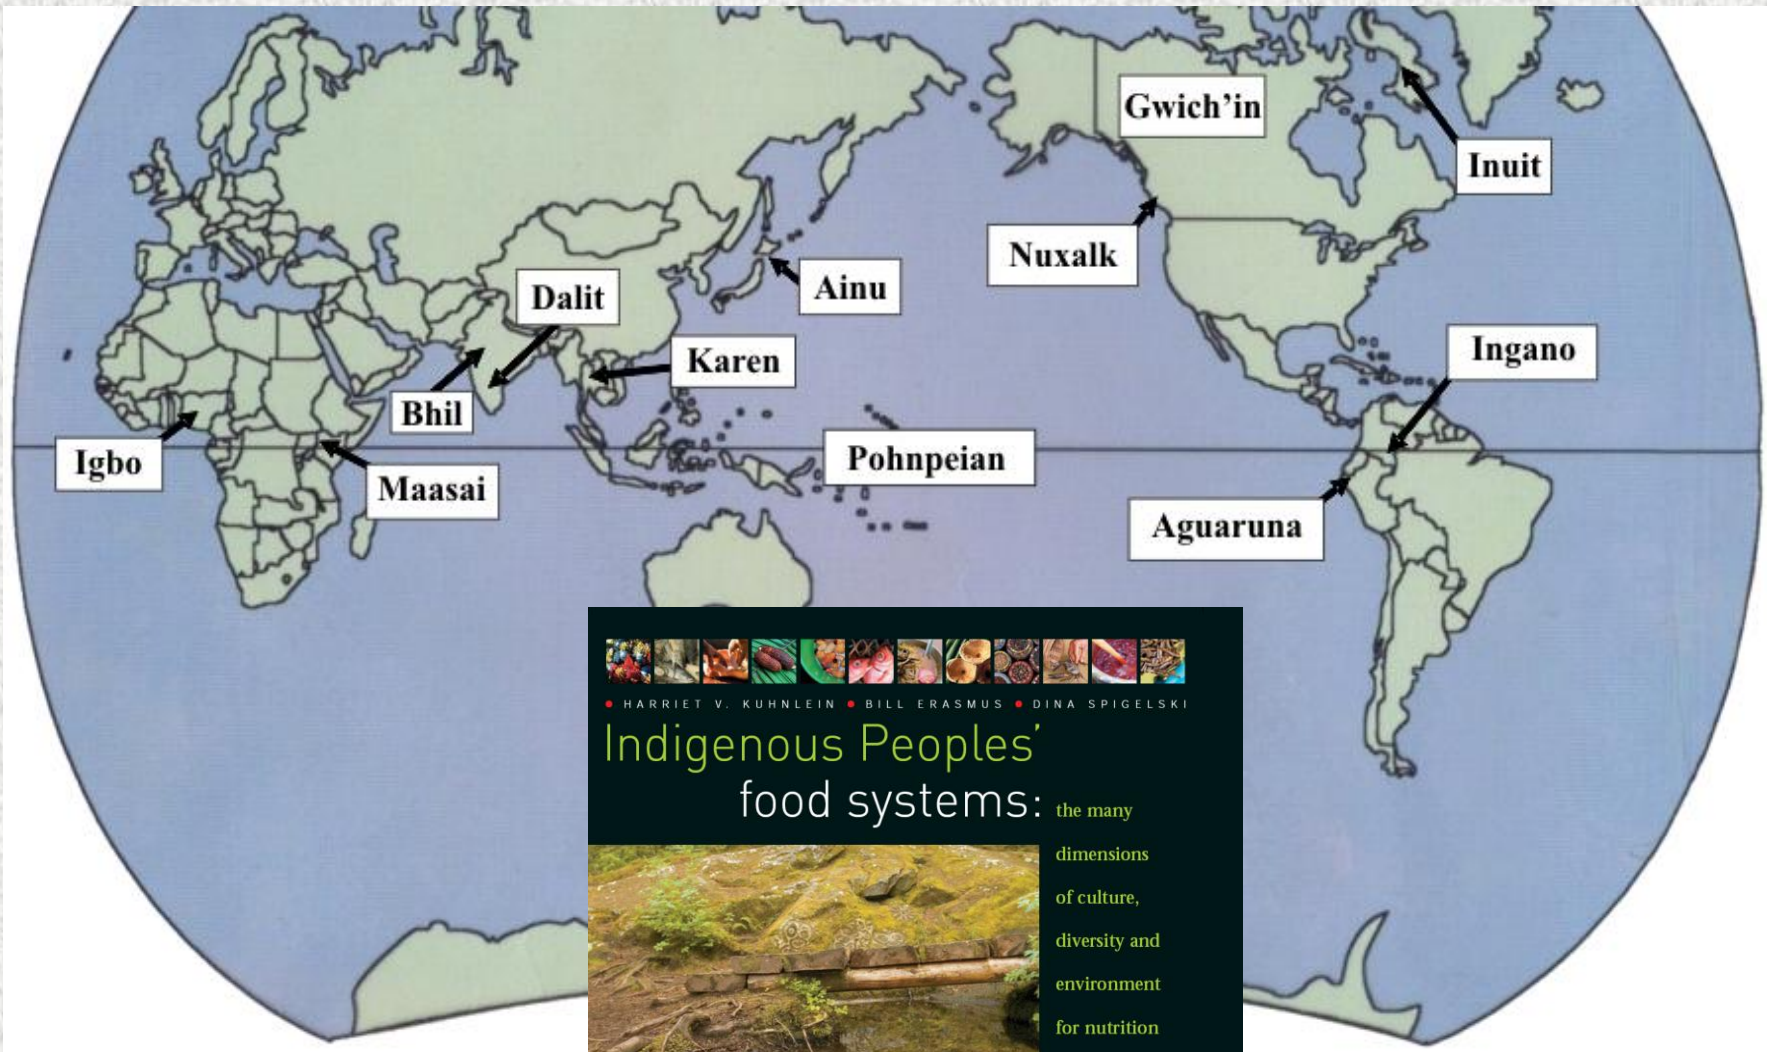 Gwich’in
Inuit
Nuxalk
Ainu
Dalit
Karen
Ingano
Bhil
Igbo
Pohnpeian
Maasai
Aguaruna
• HARRIET V. KUHNLEIN • BILL ERASMUS • DINA SPIGELSKI
Indigenous Peoples’
food systems:
the many
dimensions
of culture,
diversity and
environment
for nutrition